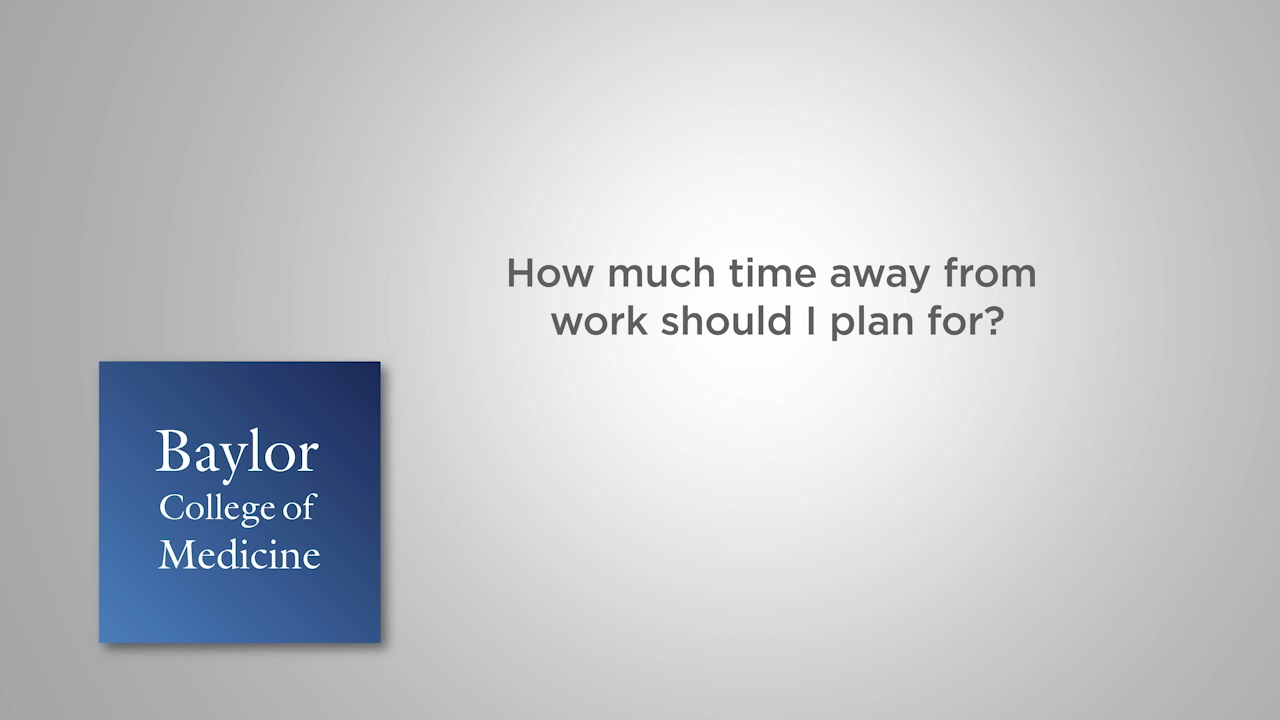 How much time away from
work should I plan for?
Baylor
College of
Medicine